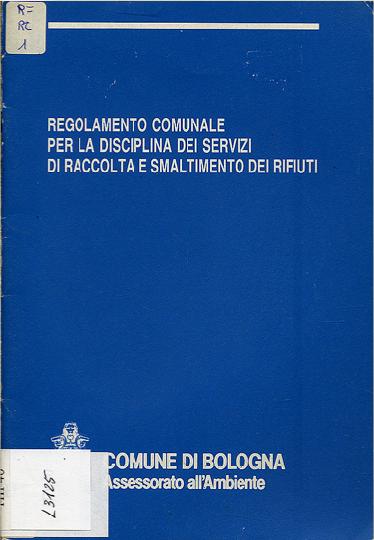 RF
RC
1
REGOLAMENTO COMUNALE
PER LA DISCIPLINA DEI SERVIZI
DI RACCOLTA E SMALTIMENTO DEI RIFIUTI
COMUNE DI BOLOGNA
Assessorato all'Ambiente
L3125